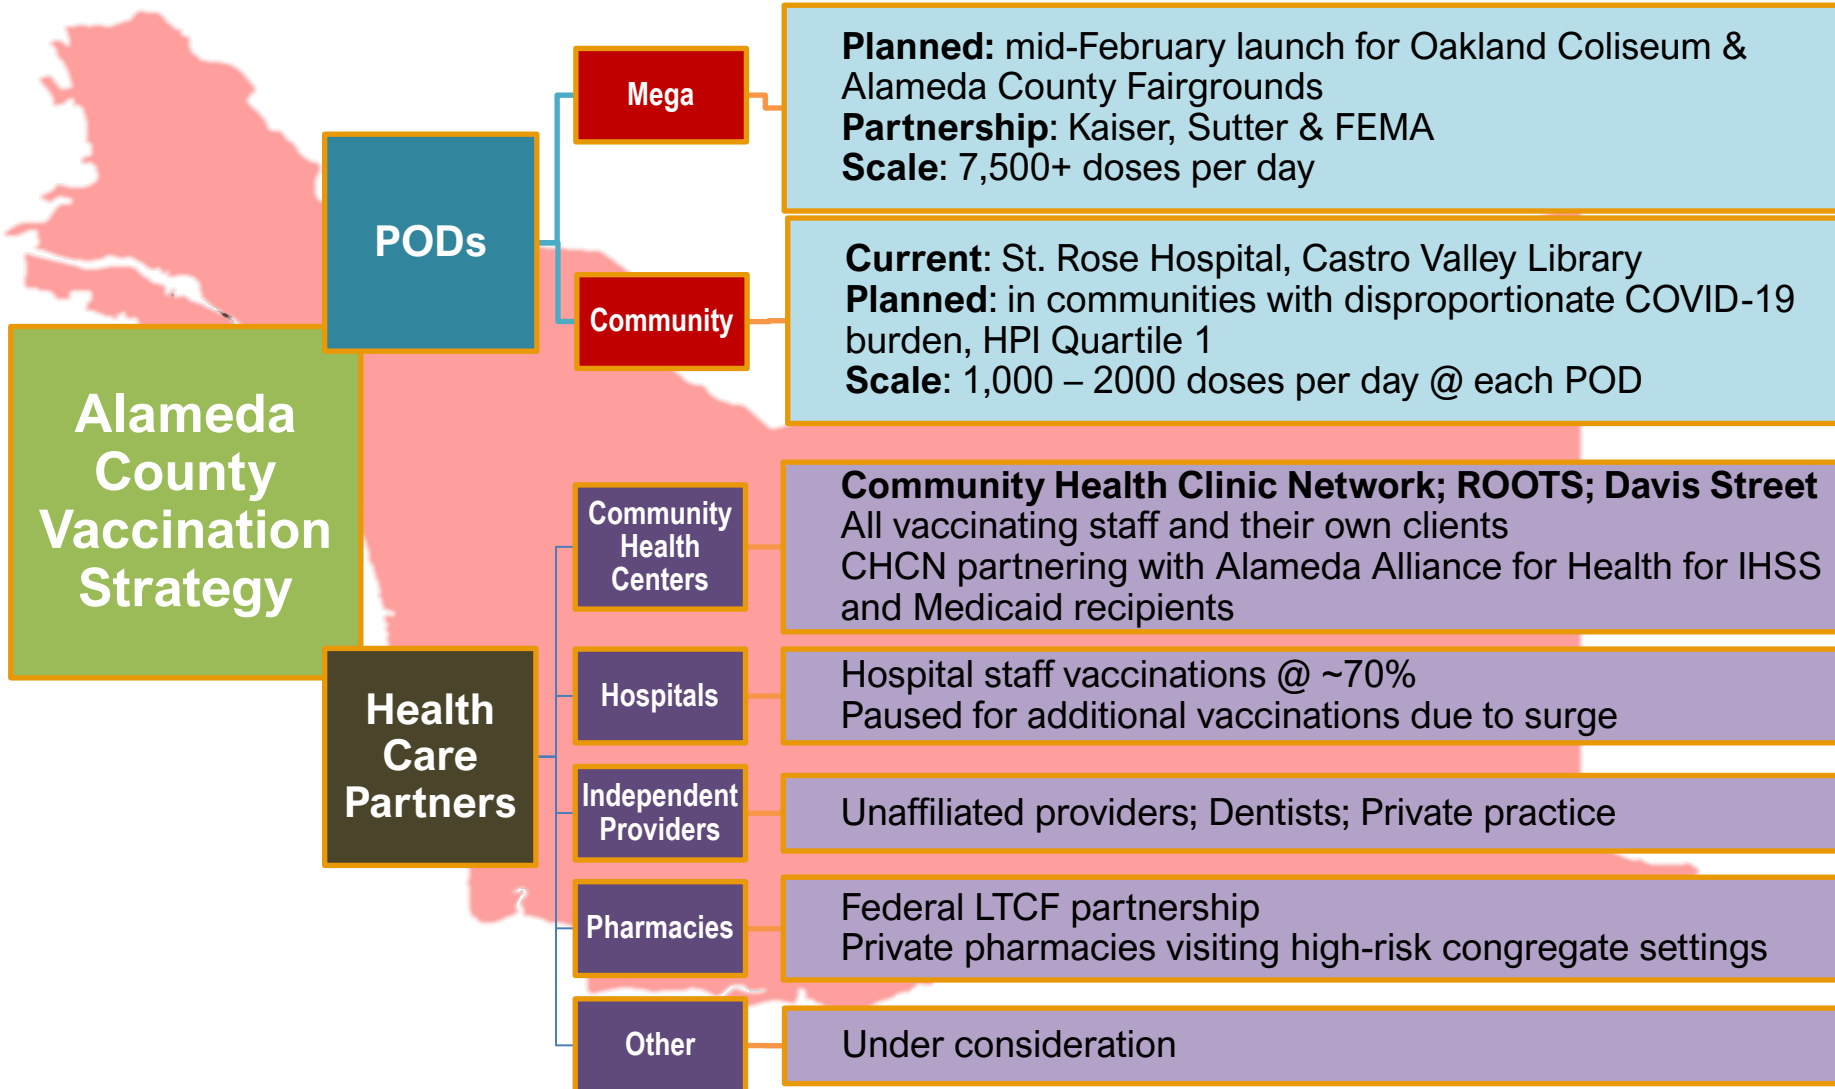 Alameda
County
Vaccination
Strategy
PODs
Mega
Planned: mid-February launch for Oakland Coliseum &
Alameda County Fairgrounds
Partnership: Kaiser, Sutter & FEMA
Scale: 7,500+ doses per day
Community
Current: St. Rose Hospital, Castro Valley Library
Planned: in communities with disproportionate COVID-19
burden, HPI Quartile 1
Scale: 1,000 – 2000 doses per day @ each POD
Health
Care
Partners
Community
Health
Centers
Community Health Clinic Network; ROOTS; Davis Street
All vaccinating staff and their own clients
CHCN partnering with Alameda Alliance for Health for IHSS
and Medicaid recipients
Hospitals
Hospital staff vaccinations @ ~70%
Paused for additional vaccinations due to surge
Independent
Providers
Unaffiliated providers; Dentists; Private practice
Pharmacies
Federal LTCF partnership
Private pharmacies visiting high-risk congregate settings
Other
Under consideration